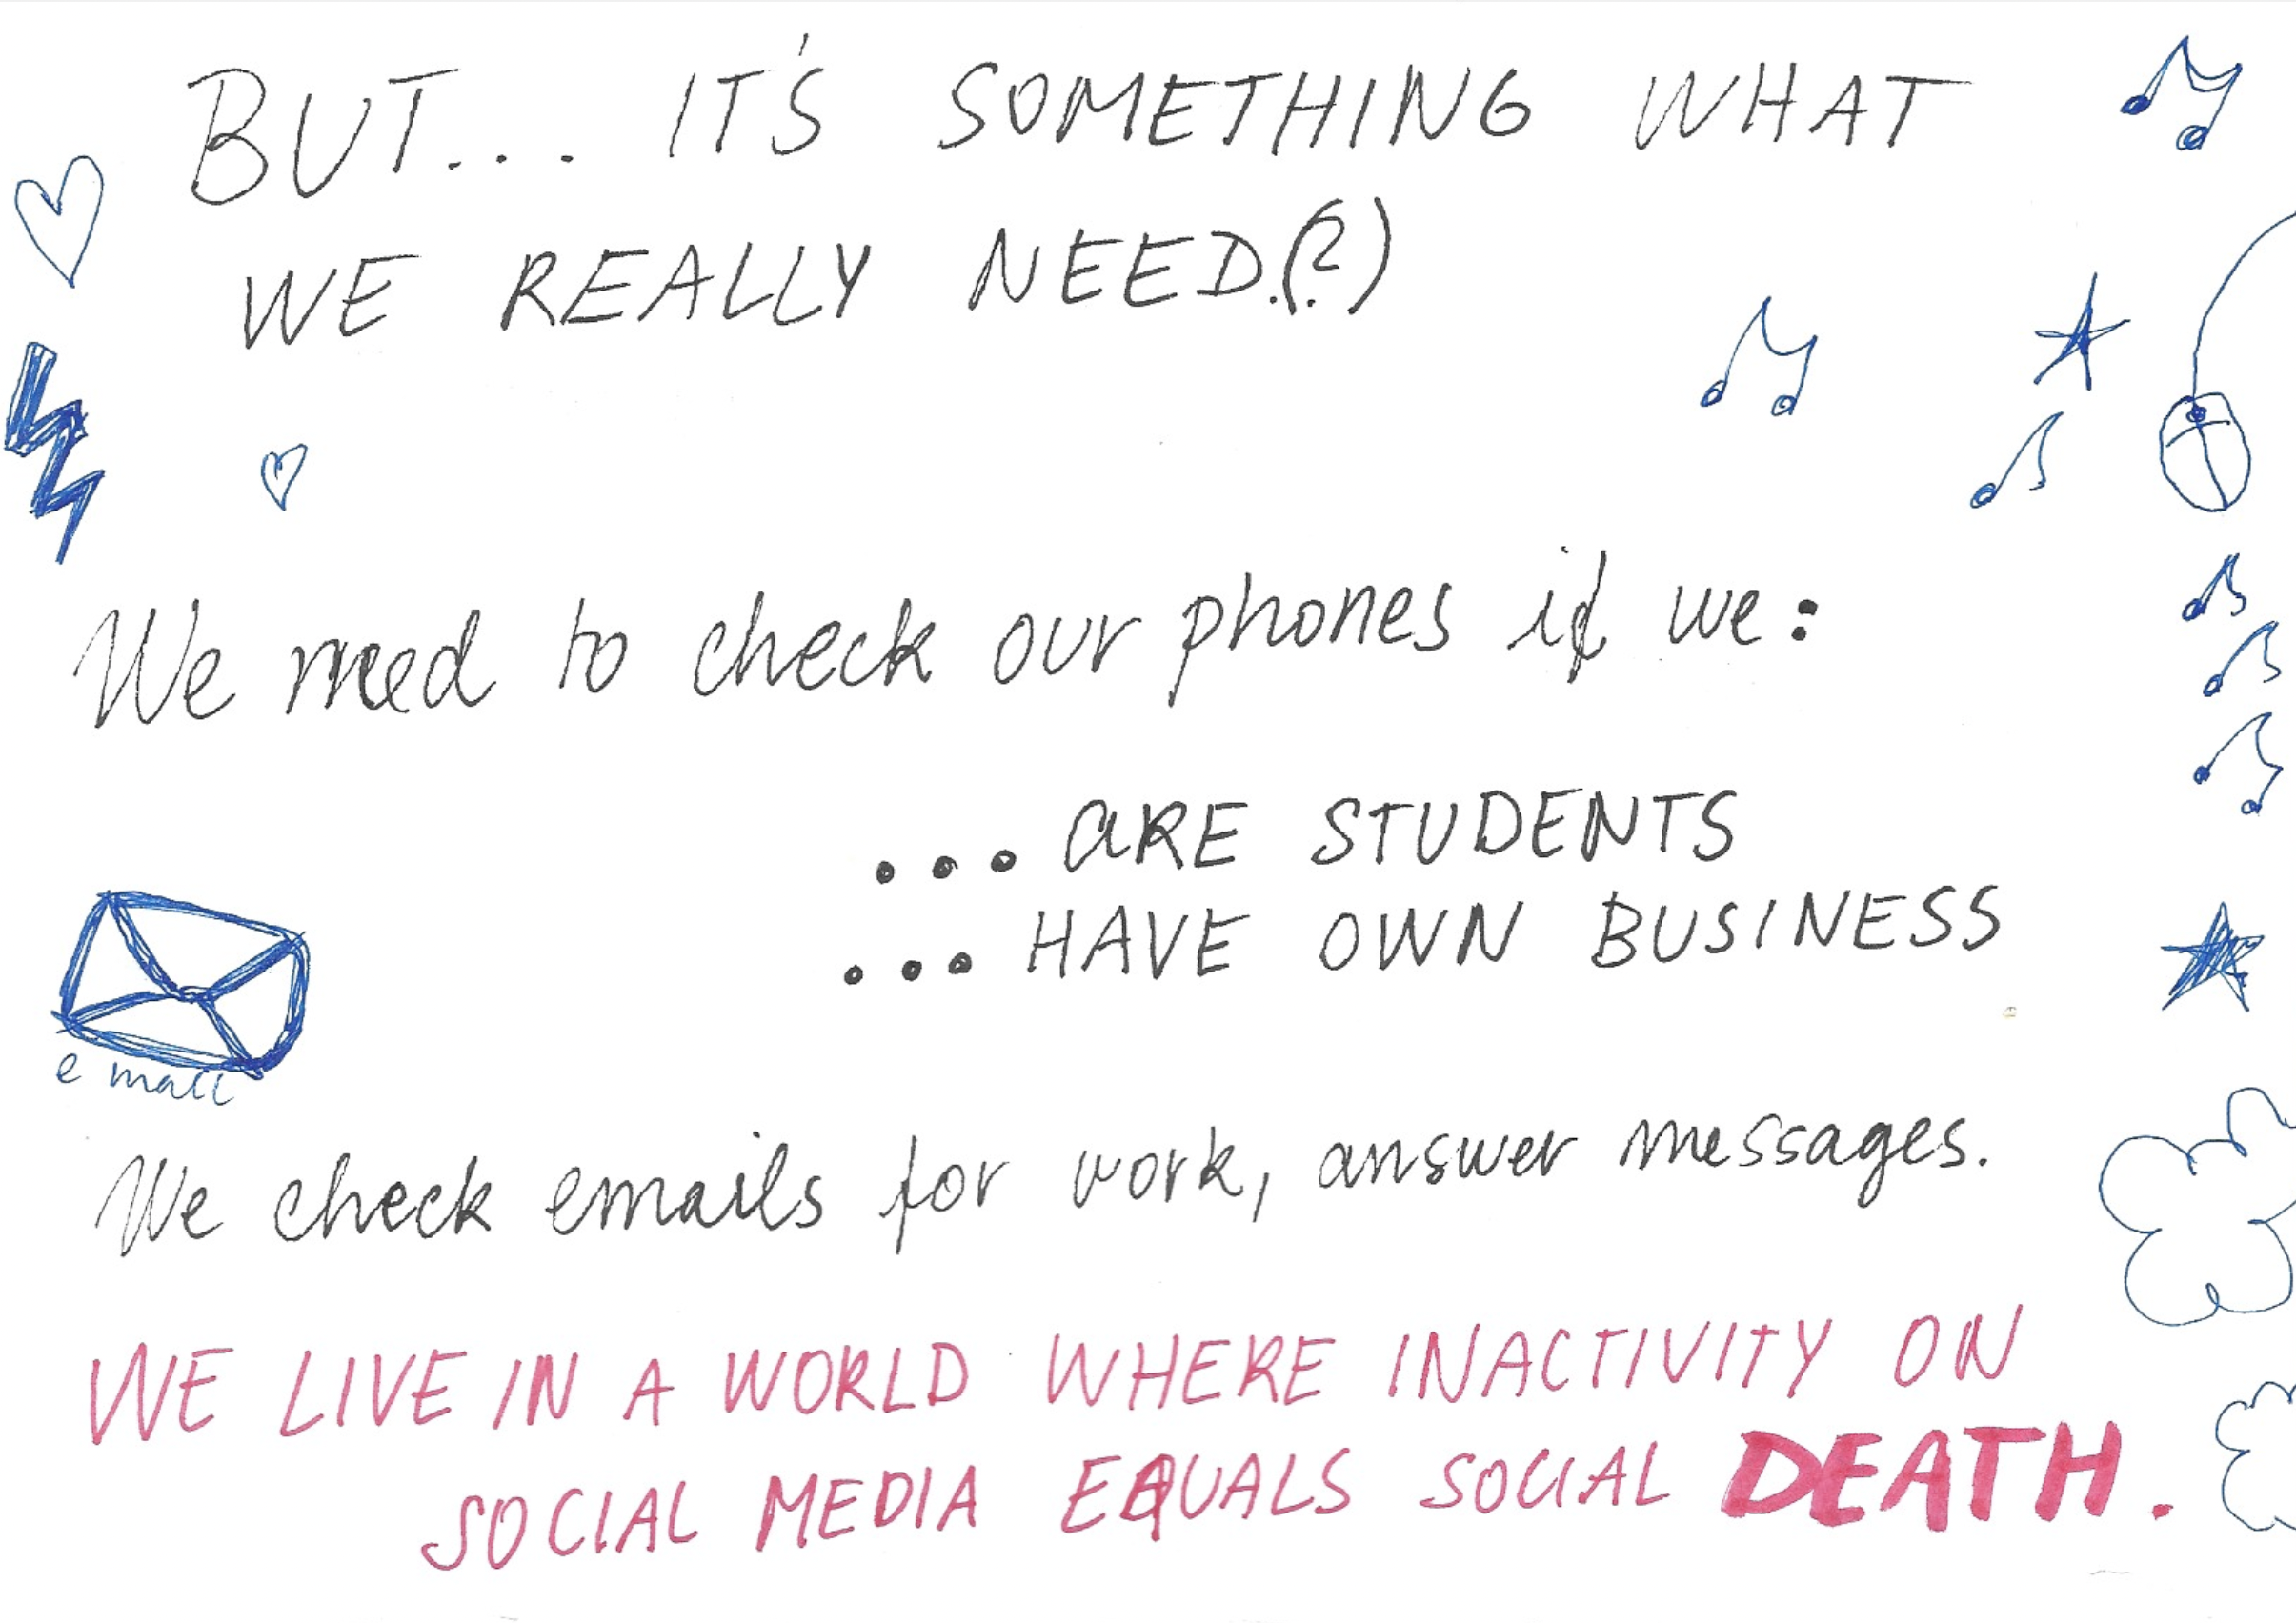 BUT... IT'S SOMETHING WHAT
WE REALLY NEED.(?)
We need to check our phones if we:
... aRE STUDENTS
... HAVE OWN BUSINESS
e mail
We check emails for work, answer messages.
WE LIVE IN A WORLD WHERE INACTIVITY ON
SOCIAL MEDIA EQUALS SOCIAL DEATH.